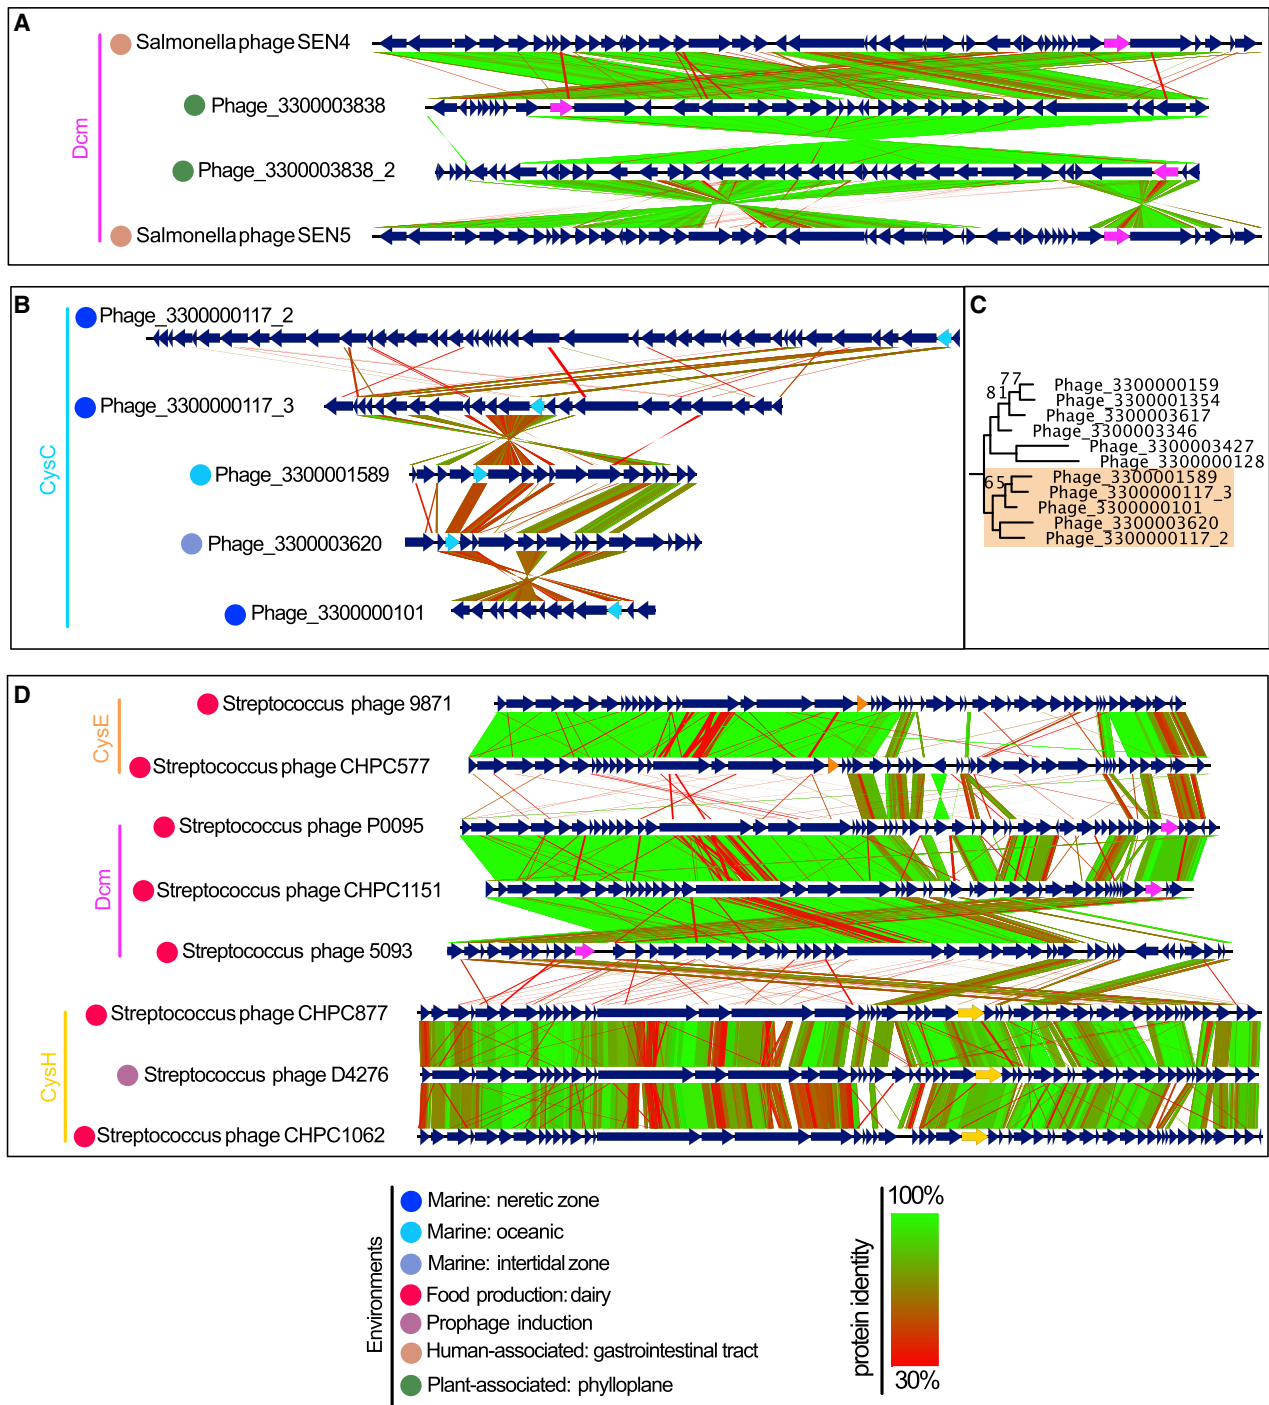 A
Dcm
Salmonella phage SEN4
Phage_3300003838
Phage_3300003838_2
Salmonella phage SEN5
B
CysC
Phage_3300000117_2
Phage_3300000117_3
Phage_3300001589
Phage_3300003620
Phage_3300000101
C
77
81
Phage_3300000159
Phage_3300001354
Phage_3300003617
Phage_3300003346
Phage_3300003427
Phage_3300000128
65
Phage_3300001589
Phage_3300000117_3
Phage_3300000101
Phage_3300003620
Phage_3300000117_2
D
CysE
Streptococcus phage 9871
Streptococcus phage CHPC577
Dcm
Streptococcus phage P0095
Streptococcus phage CHPC1151
Streptococcus phage 5093
CysH
Streptococcus phage CHPC877
Streptococcus phage D4276
Streptococcus phage CHPC1062
Environments
Marine: neretic zone
Marine: oceanic
Marine: intertidal zone
Food production: dairy
Prophage induction
Human-associated: gastrointestinal tract
Plant-associated: phylloplane
protein identity
100%
30%